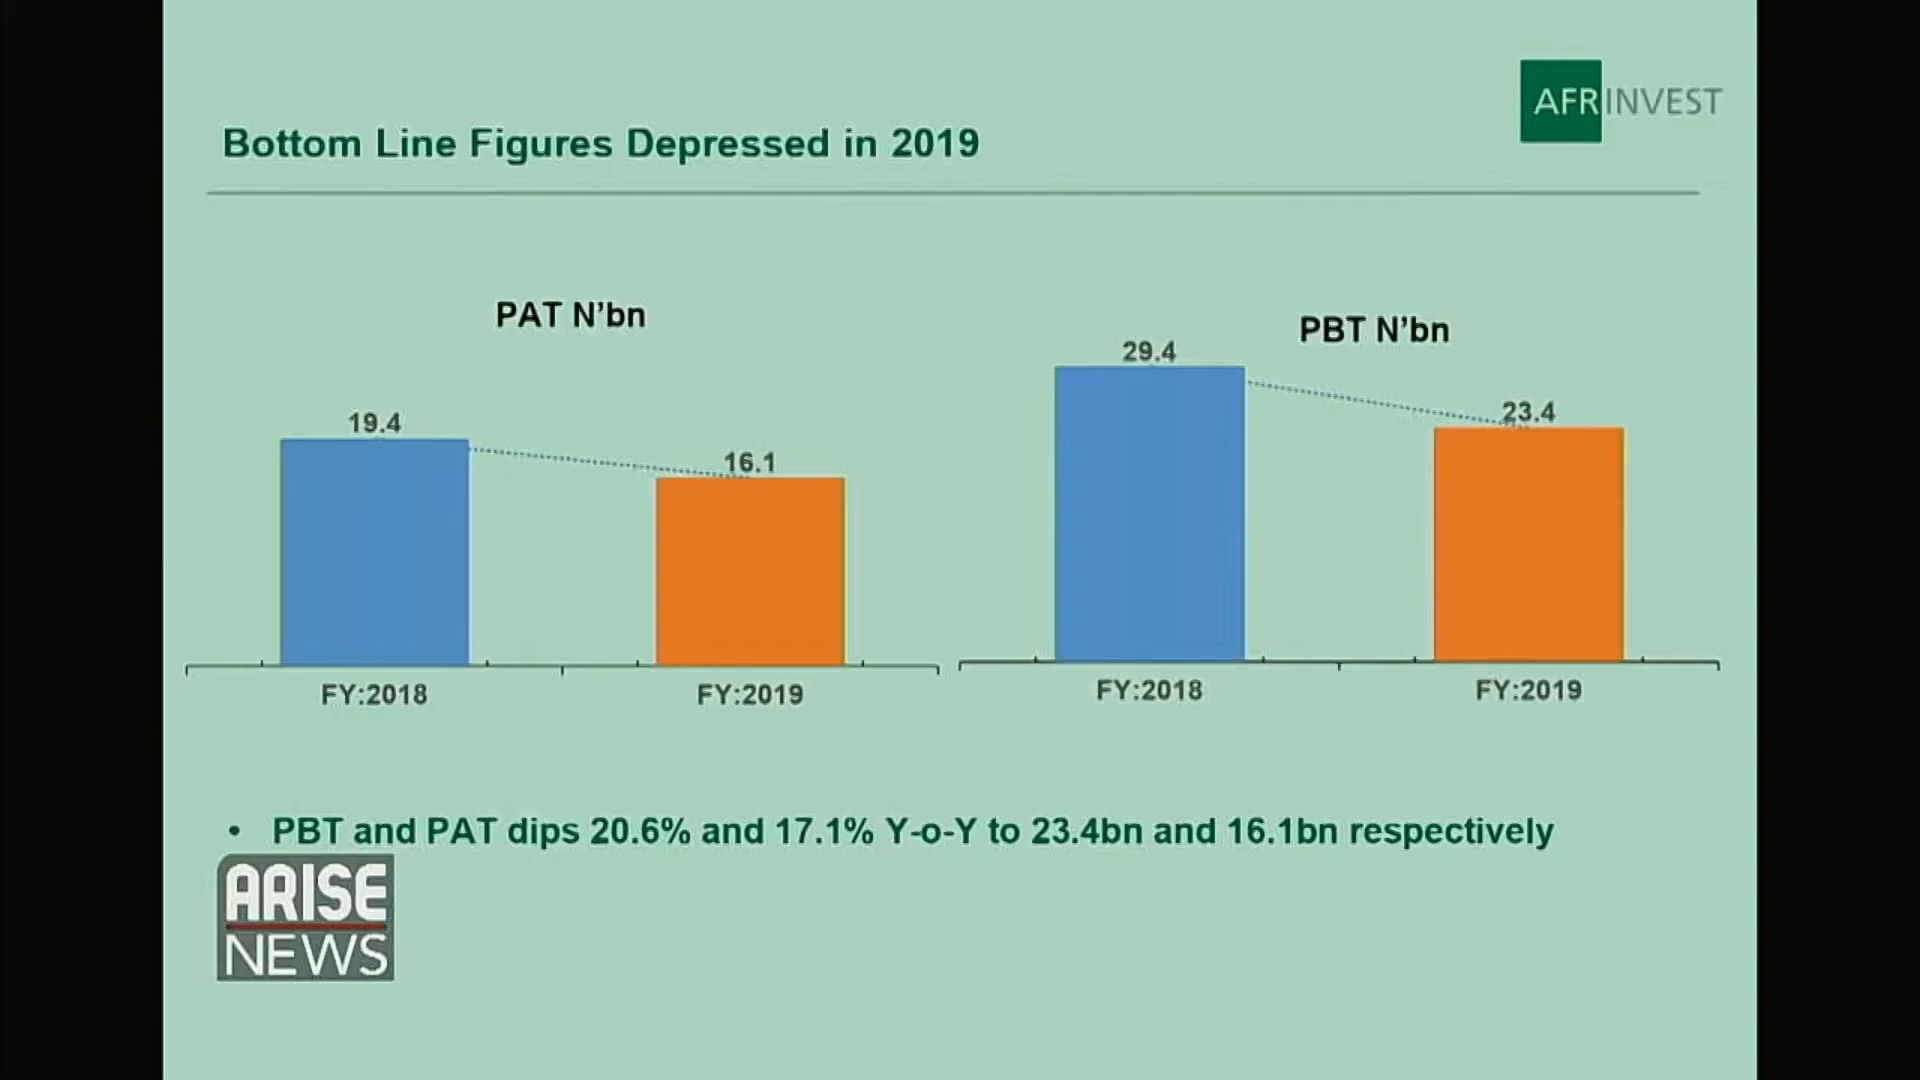 AFRINVEST
Bottom Line Figures Depressed in 2019
PAT N’bn
19.4
16.1
FY:2018
FY:2019
PBT N’bn
29.4
23.4
FY:2018
FY:2019
• PBT and PAT dips 20.6% and 17.1% Y-o-Y to 23.4bn and 16.1bn respectively
ARISE
NEWS